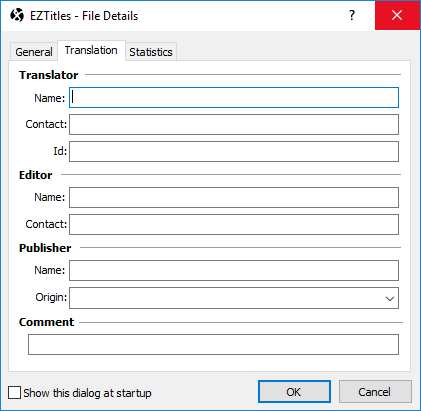 EZTitles - File Details
General Translation Statistics
Translator
Name:
Contact:
Id:
Editor
Name:
Contact:
Publisher
Name:
Origin:
Comment
Show this dialog at startup OK Cancel